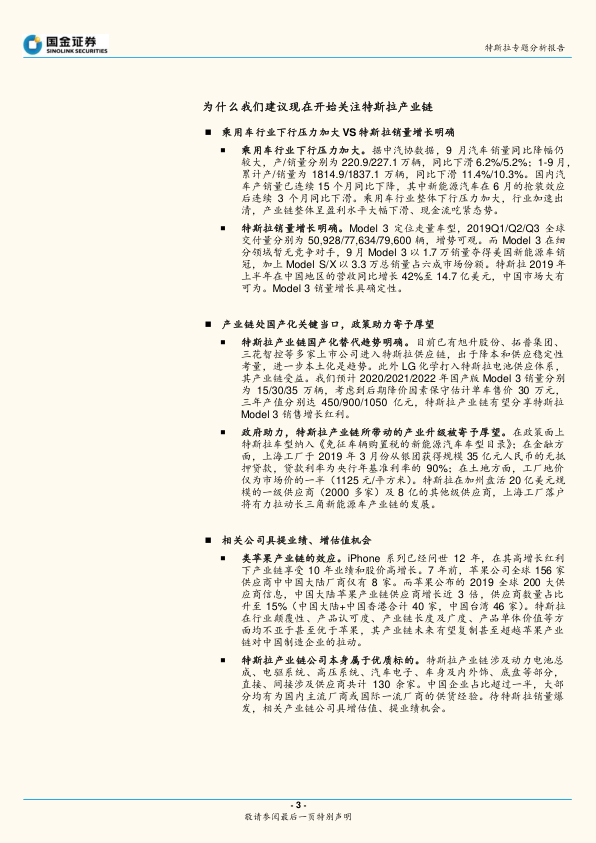 国金证券
SINOLINK SECURITIES
特斯拉专题分析报告
为什么我们建议现在开始关注特斯拉产业链
■ 乘用车行业下行压力加大 VS 特斯拉销量增长明确
■ 乘用车行业下行压力加大。据中汽协数据，9 月汽车销量同比降幅仍
较大，产/销量分别为 220.9/227.1 万辆，同比下滑 6.2%/5.2%；1-9 月，
累计产/销量为 1814.9/1837.1 万辆，同比下滑 11.4%/10.3%。国内汽
车产销量已连续 15 个月同比下降，其中新能源汽车在 6 月的抢装效应
后连续 3 个月同比下滑。乘用车行业整体下行压力加大，行业加速出
清，产业链整体呈盈利水平大幅下滑、现金流吃紧态势。
■ 特斯拉销量增长明确。Model 3 定位走量车型，2019Q1/Q2/Q3 全球
交付量分别为 50,928/77,634/79,600 辆，增势可观。而 Model 3 在细
分领域暂无竞争对手，9 月 Model 3 以 1.7 万销量夺得美国新能源车销
冠，加上 Model S/X 以 3.3 万总销量占六成市场份额。特斯拉 2019 年
上半年在中国地区的营收同比增长 42%至 14.7 亿美元，中国市场大有
可为。Model 3 销量增长具确定性。
■ 产业链处国产化关键当口，政策助力寄予厚望
■ 特斯拉产业链国产化替代趋势明确。目前已有旭升股份、拓普集团、
三花智控等多家上市公司进入特斯拉供应链，出于降本和供应稳定性
考量，进一步本土化是趋势。此外 LG 化学打入特斯拉电池供应体系，
其产业链受益。我们预计 2020/2021/2022 年国产版 Model 3 销量分别
为 15/30/35 万辆，考虑到后期降价因素保守估计单车售价 30 万元，
三年产值分别达 450/900/1050 亿元，特斯拉产业链有望分享特斯拉
Model 3 销售增长红利。
■ 政府助力，特斯拉产业链所带动的产业升级被寄予厚望。在政策面上
特斯拉车型纳入《免征车辆购置税的新能源汽车车型目录》；在金融方
面，上海工厂于 2019 年 3 月份从银团获得规模 35 亿元人民币的无抵
押贷款，贷款利率为央行年基准利率的 90%；在土地方面，工厂地价
仅为市场价的一半（1125 元/平方米）。特斯拉在加州盘活 20 亿美元规
模的一级供应商（2000 多家）及 8 亿的其他级供应商，上海工厂落户
将有力拉动长三角新能源车产业链的发展。
■ 相关公司具提业绩、增估值机会
■ 类苹果产业链的效应。iPhone 系列已经问世 12 年，在其高增长红利
下产业链享受 10 年业绩和股价高增长。7 年前，苹果公司全球 156 家
供应商中中国大陆厂商仅有 8 家。而苹果公布的 2019 全球 200 大供
应商信息，中国大陆苹果产业链供应商增长近 3 倍，供应商数量占比
升至 15%（中国大陆+中国香港合计 40 家，中国台湾 46 家）。特斯拉
在行业颠覆性、产品认可度、产业链长度及广度、产品单体价值等方
面均不亚于甚至优于苹果，其产业链未来有望复制甚至超越苹果产业
链对中国制造企业的拉动。
■ 特斯拉产业链公司本身属于优质标的。特斯拉产业链涉及动力电池总
成、电驱系统、高压系统、汽车电子、车身及内外饰、底盘等部分，
直接、间接涉及供应商共计 130 余家。中国企业占比超过一半，大部
分均有为国内主流厂商或国际一流厂商的供货经验。待特斯拉销量爆
发，相关产业链公司具增估值、提业绩机会。
- 3 -
敬请参阅最后一页特别声明